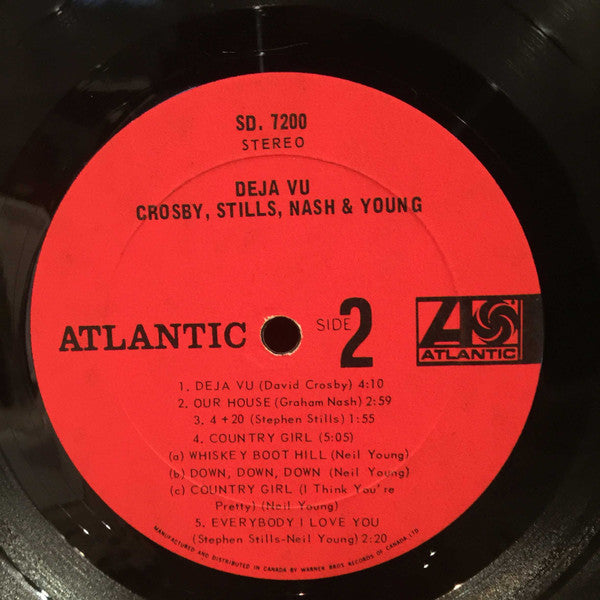 SD. 7200
STEREO
DEJA VU
CROSBY, STILLS, NASH & YOUNG
ATLANTIC
SIDE 2
ATLANTIC
1. DEJA VU (David Crosby) 4:10
2. OUR HOUSE (Graham Nash) 2:59
3. 4 + 20 (Stephen Stills) 1:55
4. COUNTRY GIRL (5:05)
(a) WHISKEY BOOT HILL (Neil Young)
(b) DOWN, DOWN, DOWN (Neil Young)
(c) COUNTRY GIRL (I Think You're
Pretty) (Neil Young)
5. EVERYBODY I LOVE YOU
(Stephen Stills-Neil Young) 2:20
MANUFACTURED AND DISTRIBUTED IN CANADA BY WARNER BROS RECORDS OF CANADA, LTD.